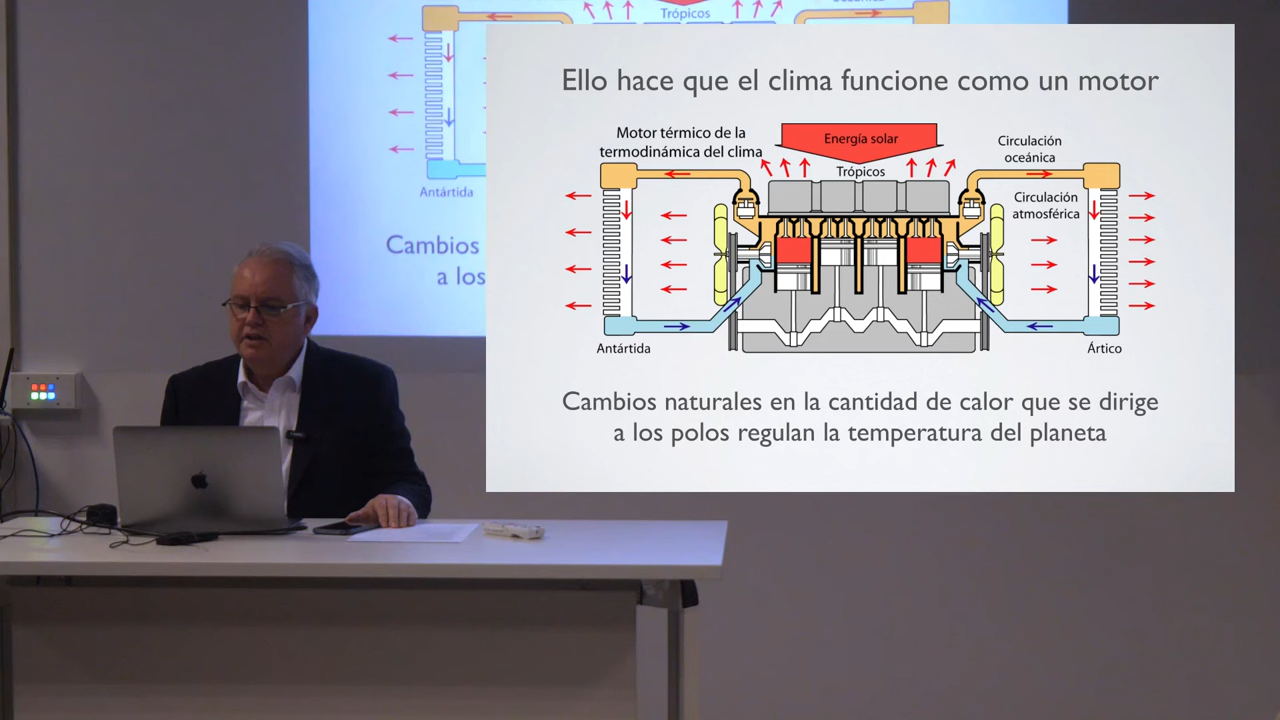 Trópicos
Antártida
Cambios
a los
Ello hace que el clima funcione como un motor
Motor térmico de la
termodinámica del clima
Energía solar
Trópicos
Circulación
oceánica
Circulación
atmosférica
Antártida
Ártico
Cambios naturales en la cantidad de calor que se dirige
a los polos regulan la temperatura del planeta